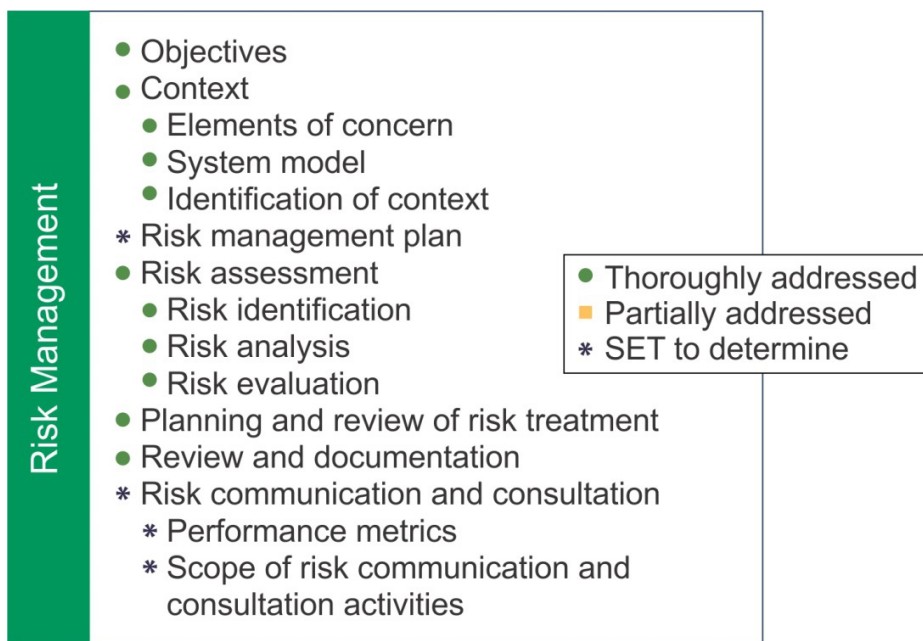 Risk Management
● Objectives
● Context
● Elements of concern
● System model
● Identification of context
* Risk management plan
● Risk assessment
● Risk identification
● Risk analysis
● Risk evaluation
● Planning and review of risk treatment
● Review and documentation
* Risk communication and consultation
* Performance metrics
* Scope of risk communication and
consultation activities
● Thoroughly addressed
■ Partially addressed
* SET to determine